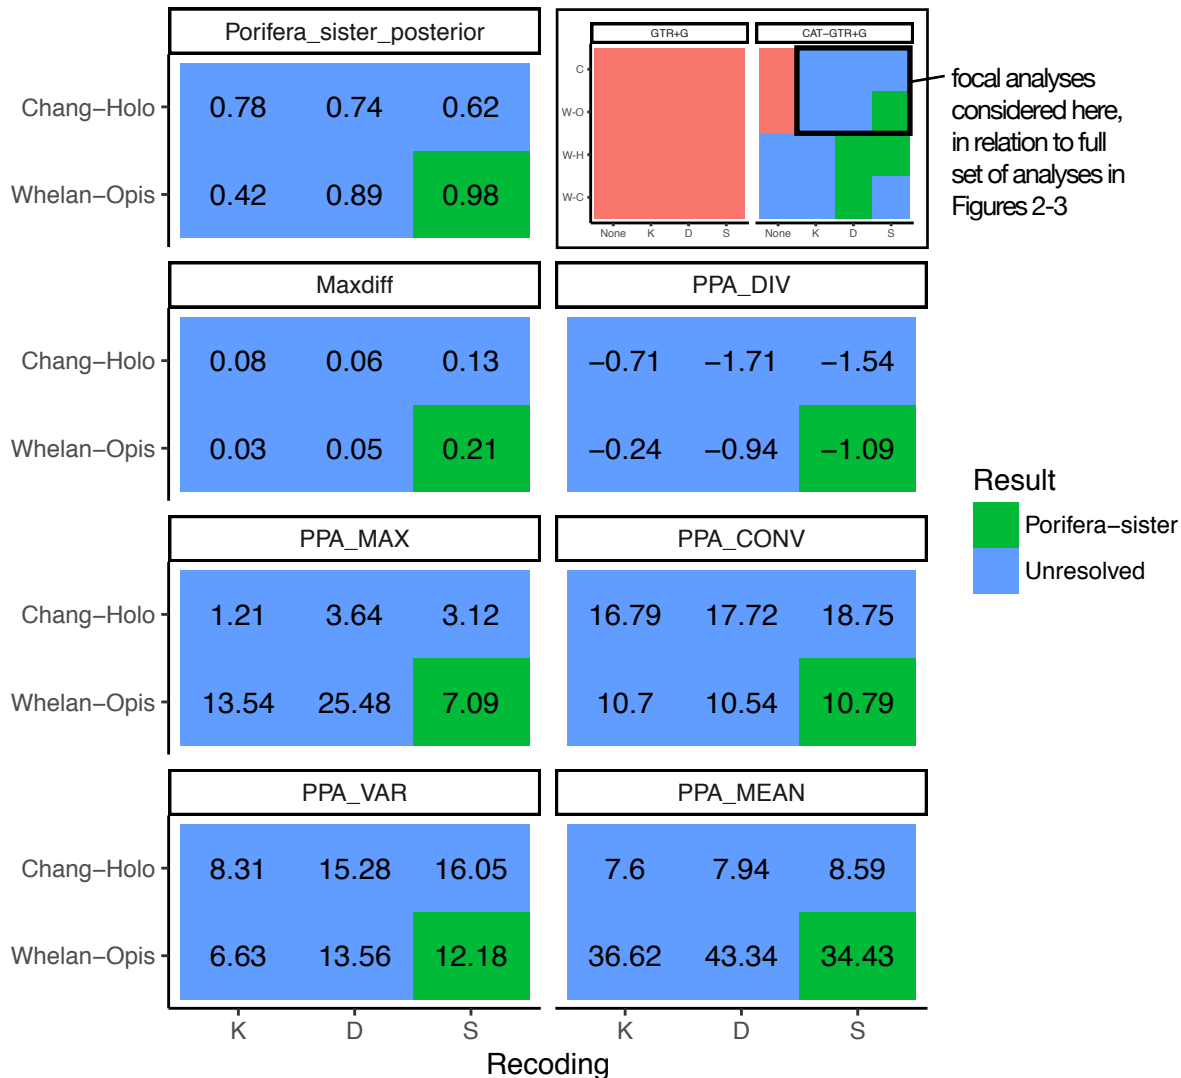 Porifera_sister_posterior
Chang−Holo 0.78 0.74 0.62
Whelan−Opis 0.42 0.89 0.98
GTR+G CAT−GTR+G
C
W-O
W-H
W-C
None K D S None K D S
focal analyses
considered here,
in relation to full
set of analyses in
Figures 2-3
Maxdiff PPA_DIV
Chang−Holo 0.08 0.06 0.13 −0.71 −1.71 −1.54
Whelan−Opis 0.03 0.05 0.21 −0.24 −0.94 −1.09
PPA_MAX PPA_CONV
Chang−Holo 1.21 3.64 3.12 16.79 17.72 18.75
Whelan−Opis 13.54 25.48 7.09 10.7 10.54 10.79
PPA_VAR PPA_MEAN
Chang−Holo 8.31 15.28 16.05 7.6 7.94 8.59
Whelan−Opis 6.63 13.56 12.18 36.62 43.34 34.43
K D S K D S
Recoding
Result
Porifera−sister
Unresolved